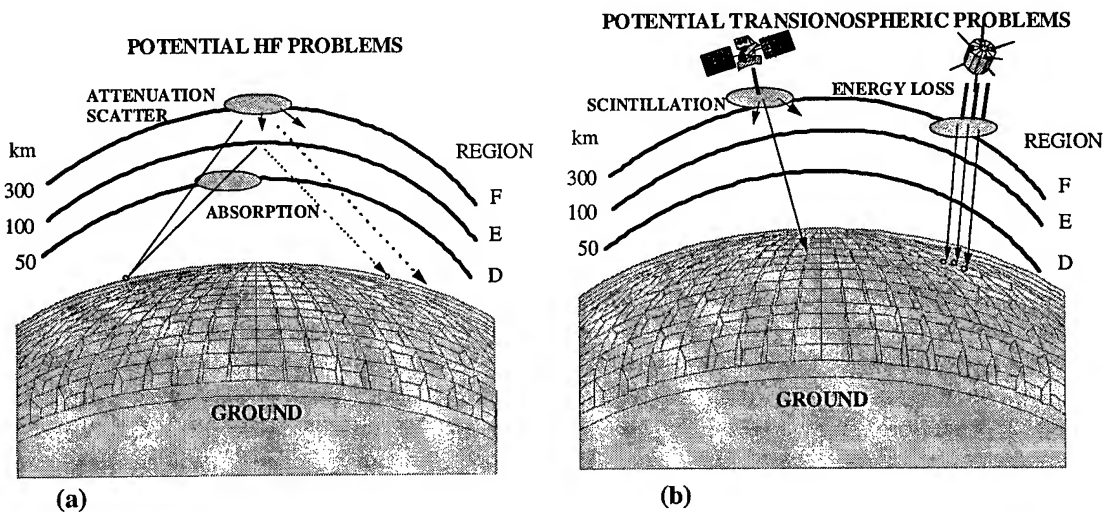 POTENTIAL HF PROBLEMS
ATTENUATION
SCATTER
km
REGION
300
F
100
ABSORPTION
E
50
D
GROUND
(a)
POTENTIAL TRANSIONOSPHERIC PROBLEMS
SCINTILLATION
ENERGY LOSS
km
REGION
300
F
100
E
50
D
GROUND
(b)